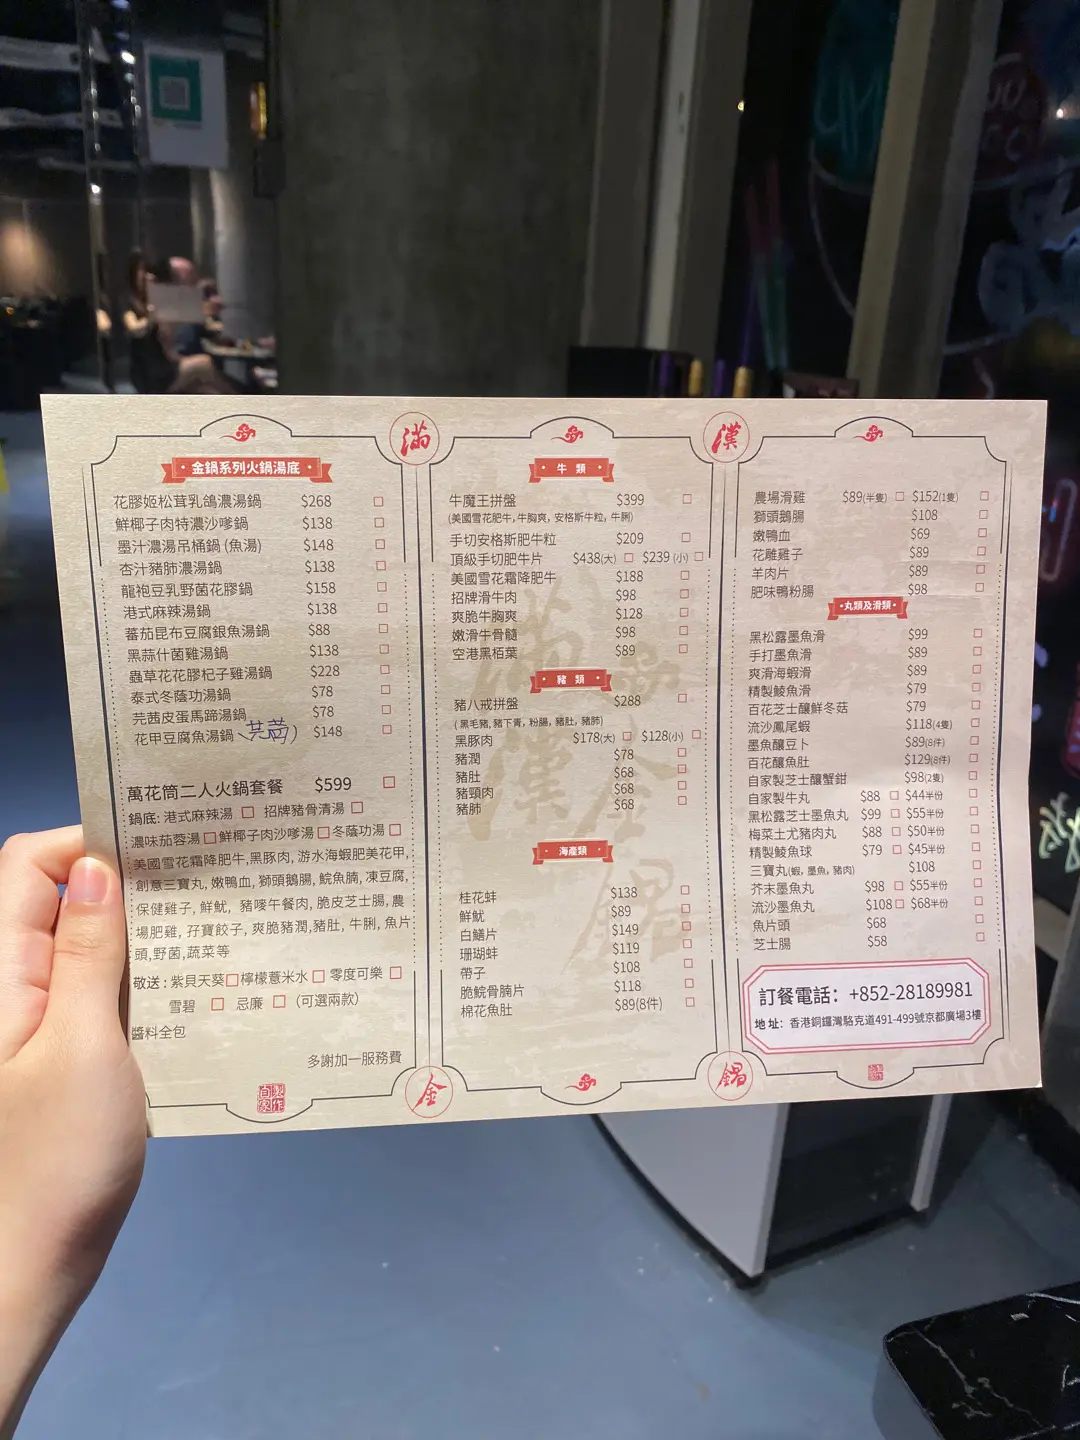 滿
漢
金
鍋
金鍋系列火鍋湯底
花膠姬松茸乳鴿濃湯鍋 $268 □
鮮椰子肉特濃沙嗲鍋 $138 □
墨汁濃湯吊桶鍋 (魚湯) $148 □
杏汁豬肺濃湯鍋 $138 □
龍袍豆乳野菌花膠鍋 $158 □
港式麻辣湯鍋 $138 □
蕃茄昆布豆腐銀魚湯鍋 $88 □
黑蒜什菌雞湯鍋 $138 □
蟲草花花膠杞子雞湯鍋 $228 □
泰式冬蔭功湯鍋 $78 □
芫茜皮蛋馬蹄湯鍋 $78 □
花甲豆腐魚湯鍋 $148 □
萬花筒二人火鍋套餐 $599 □
鍋底: 港式麻辣湯 □ 招牌豬骨清湯 □
濃味茄蓉湯 □ 鮮椰子肉沙嗲湯 □ 冬蔭功湯 □
美國雪花霜降肥牛, 黑豚肉, 游水海蝦肥美花甲,
創意三寶丸, 嫩鴨血, 獅頭鵝腸, 鯇魚腩, 凍豆腐,
保健雞子, 鮮魷, 豬嘜午餐肉, 脆皮芝士腸, 農
場肥雞, 孖寶餃子, 爽脆豬潤, 豬肚, 牛脷, 魚片
頭, 野菌, 蔬菜等
敬送 : 紫貝天葵 □ 檸檬薏米水 □ 零度可樂 □
雪碧 □ 忌廉 □ (可選兩款)
醬料全包
多謝加一服務費
牛 類
牛魔王拼盤 $399 □
(美國雪花肥牛, 牛胸爽, 安格斯牛粒, 牛脷)
手切安格斯肥牛粒 $209 □
頂級手切肥牛片 $438(大) □ $239 (小) □
美國雪花霜降肥牛 $188 □
招牌滑牛肉 $98 □
爽脆牛胸爽 $128 □
嫩滑牛骨髓 $98 □
空港黑栢葉 $89 □
豬 類
豬八戒拼盤 $288 □
( 黑毛豬, 豬下青, 粉腸, 豬肚, 豬肺)
黑豚肉 $178(大) □ $128(小) □
豬潤 $78 □
豬肚 $68 □
豬頸肉 $68 □
豬肺 $68 □
海產類
桂花蚌 $138 □
鮮魷 $89 □
白鱔片 $149 □
珊瑚蚌 $119 □
帶子 $108 □
脆鯇骨腩片 $118 □
棉花魚肚 $89(8件) □
農場滑雞 $89(半隻) □ $152(1隻) □
獅頭鵝腸 $108 □
嫩鴨血 $69 □
花雕雞子 $89 □
羊肉片 $89 □
肥味鴨粉腸 $98 □
丸類及滑類
黑松露墨魚滑 $99 □
手打墨魚滑 $89 □
爽滑海蝦滑 $89 □
精製鯪魚滑 $79 □
百花芝士釀鮮冬菇 $79 □
流沙鳳尾蝦 $118(4隻) □
墨魚釀豆卜 $89(8件) □
百花釀魚肚 $129(8件) □
自家製芝士釀蟹鉗 $98(2隻) □
自家製牛丸 $88 □ $44半份 □
黑松露芝士墨魚丸 $99 □ $55半份 □
梅菜土尤豬肉丸 $88 □ $50半份 □
精製鯪魚球 $79 □ $45半份 □
三寶丸(蝦, 墨魚, 豬肉) $108 □
芥末墨魚丸 $98 □ $55半份 □
流沙墨魚丸 $108 □ $68半份 □
魚片頭 $68 □
芝士腸 $58 □
訂餐電話: +852-28189981
地 址: 香港銅鑼灣駱克道491-499號京都廣場3樓